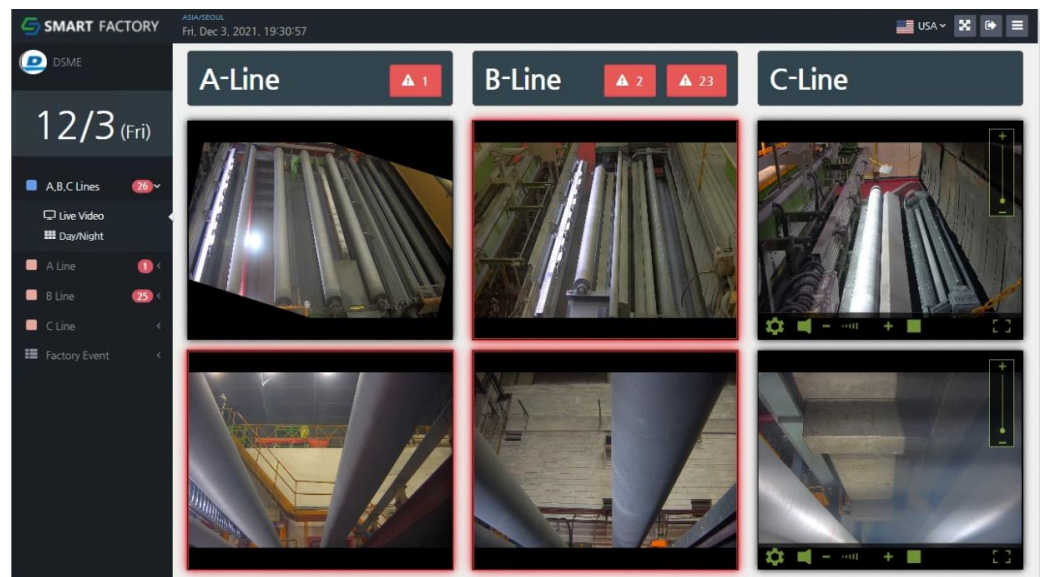 SMART FACTORY
ASIA/SEOUL
Fri, Dec 3, 2021, 19:30:57
USA
DSME
12/3 (Fri)
A,B,C Lines 26
Live Video
Day/Night
A Line 1
B Line 25
C Line
Factory Event
A-Line 1
B-Line 2 23
C-Line